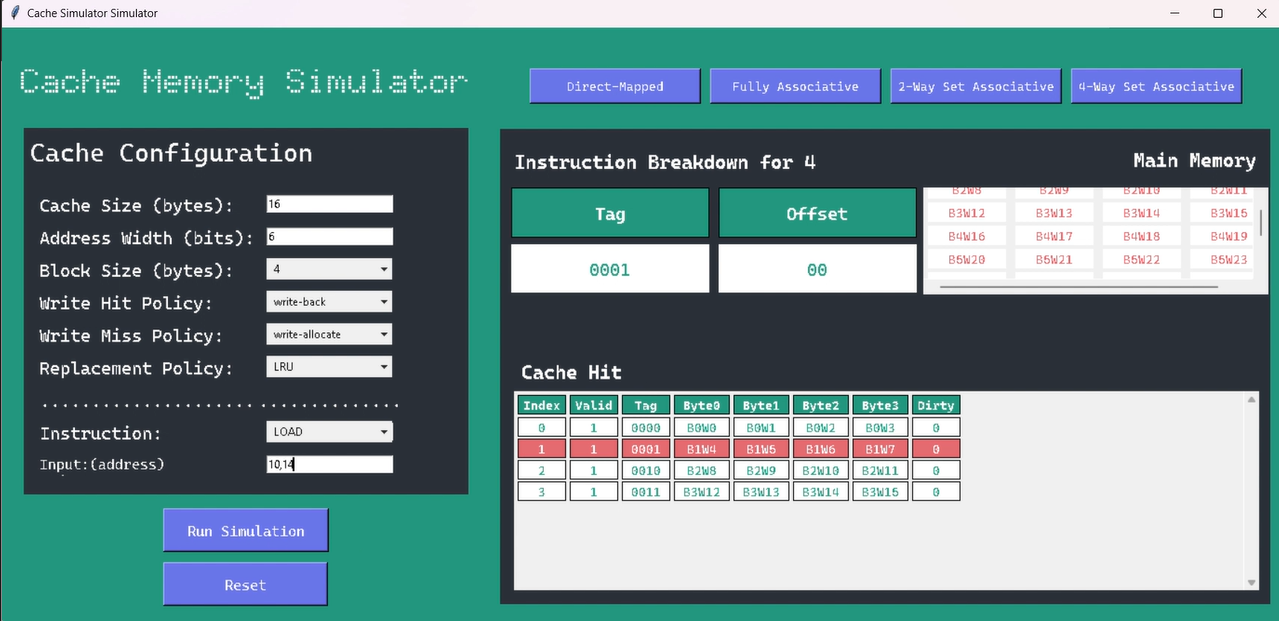 Cache Simulator Simulator
Cache Memory Simulator
Direct-Mapped
Fully Associative
2-Way Set Associative
4-Way Set Associative
Cache Configuration
Cache Size (bytes): 16
Address Width (bits): 6
Block Size (bytes): 4
Write Hit Policy: write-back
Write Miss Policy: write-allocate
Replacement Policy: LRU
Instruction: LOAD
Input:(address) 10,14
Run Simulation
Reset
Instruction Breakdown for 4
Tag Offset
0001 00
Main Memory
B2W8 B2W9 B2W10 B2W11
B3W12 B3W13 B3W14 B3W15
B4W16 B4W17 B4W18 B4W19
B5W20 B5W21 B5W22 B5W23
Cache Hit
Index Valid Tag Byte0 Byte1 Byte2 Byte3 Dirty
0 1 0000 B0W0 B0W1 B0W2 B0W3 0
1 1 0001 B1W4 B1W5 B1W6 B1W7 0
2 1 0010 B2W8 B2W9 B2W10 B2W11 0
3 1 0011 B3W12 B3W13 B3W14 B3W15 0